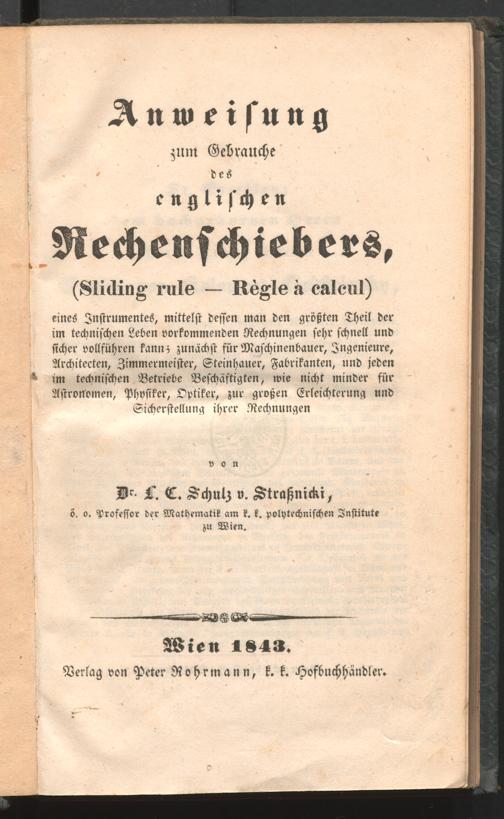 Anweiſung
zum Gebrauche
des
engliſchen
Rechenſchiebers,
(Sliding rule — Règle à calcul)
eines Inſtrumentes, mittelſt deſſen man den größten Theil der
im techniſchen Leben vorkommenden Rechnungen ſehr ſchnell und
ſicher vollführen kann; zunächſt für Maſchinenbauer, Ingenieure,
Architecten, Zimmermeiſter, Steinhauer, Fabrikanten, und jeden
im techniſchen Betriebe Beſchäftigten, wie nicht minder für
Aſtronomen, Phyſiker, Optiker, zur großen Erleichterung und
Sicherſtellung ihrer Rechnungen
von
Dr. L. C. Schulz v. Straßnicki,
ö. o. Profeſſor der Mathematik am k. k. polytechniſchen Inſtitute
zu Wien.
Wien 1843.
Verlag von Peter Rohrmann, k. k. Hofbuchhändler.